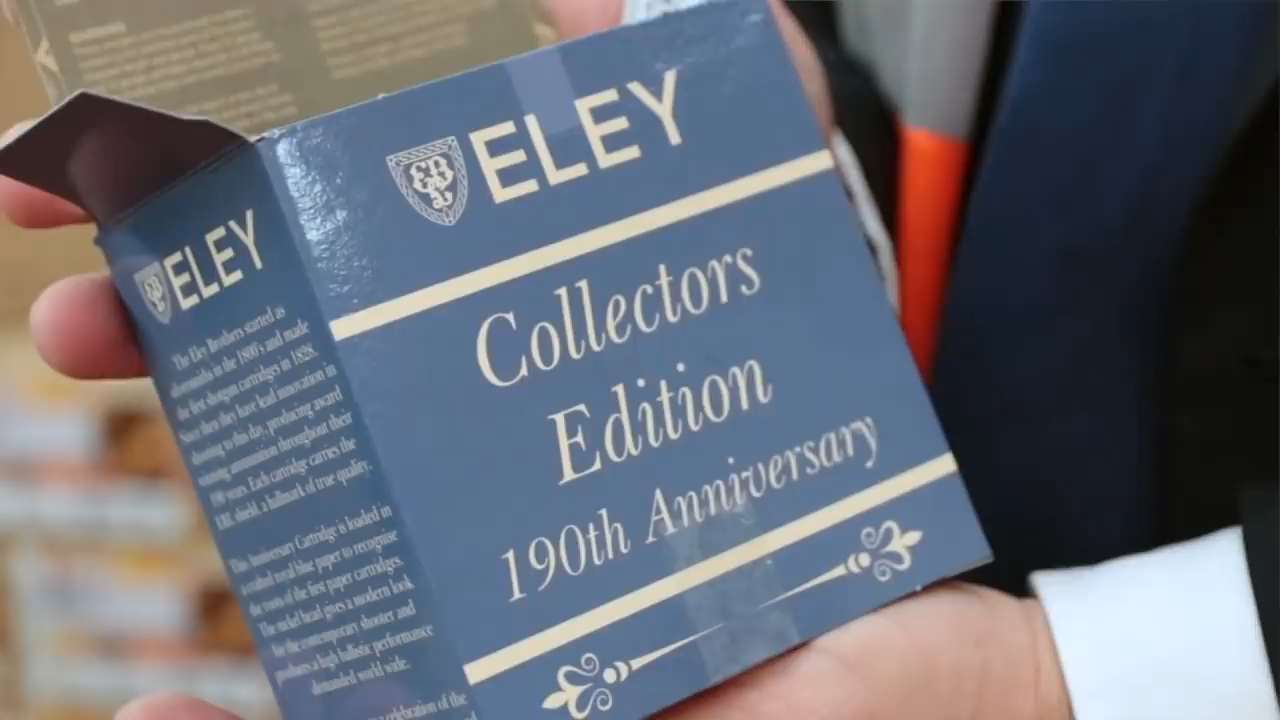 ELEY
Collectors
Edition
190th Anniversary
ELEY
The Eley Brothers started as
silversmiths in the 1800's and made
the first shotgun cartridges in 1828.
Since then they have lead innovation in
shooting to this day, producing award
winning ammunition throughout their
190 years. Each cartridge carries the
EBL shield, a hallmark of true quality.
This Anniversary Cartridge is loaded in
a crafted royal blue paper to recognise
the roots of the first paper cartridges.
The nickel head gives a modern look
for the contemporary shooter and
produces a high ballistic performance
demanded world wide.
a celebration of the